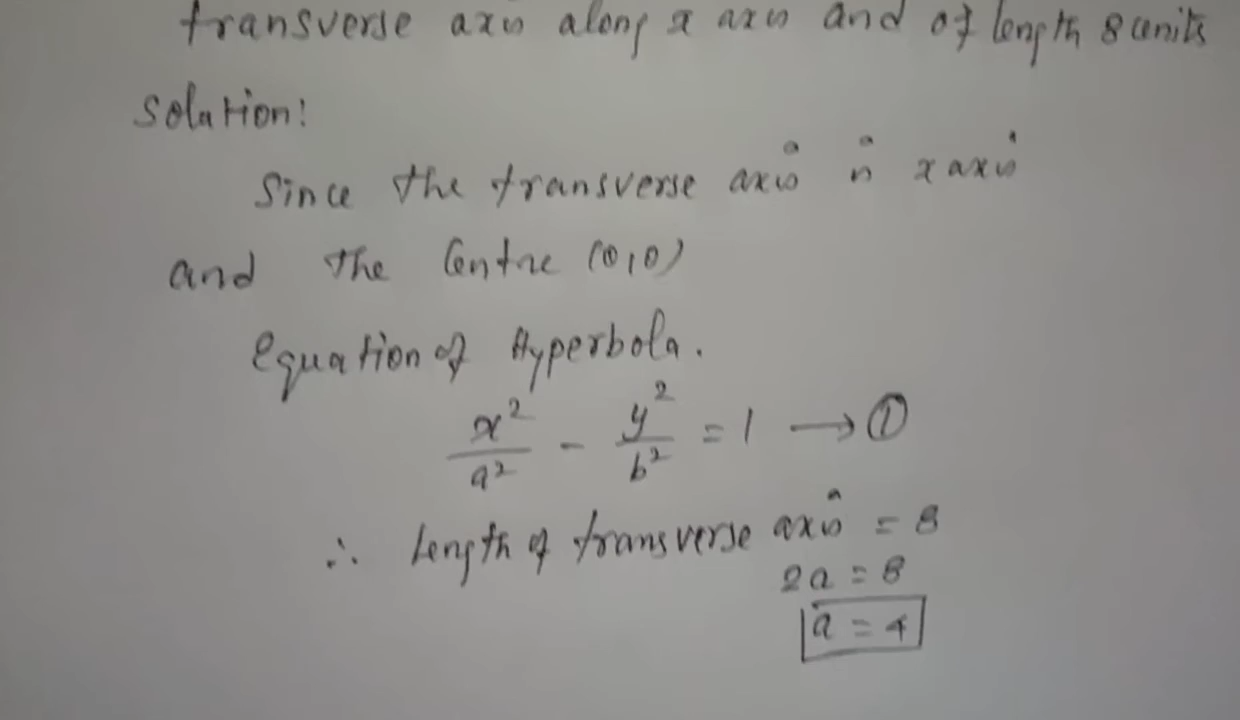 transverse axis along x axis and of length 8 units
Solution:
Since the transverse axis is x axis
and the Centre (0,0)
equation of Hyperbola.
x²/a² - y²/b² = 1 → ①
∴ Length of transverse axis = 8
2a = 8
a = 4